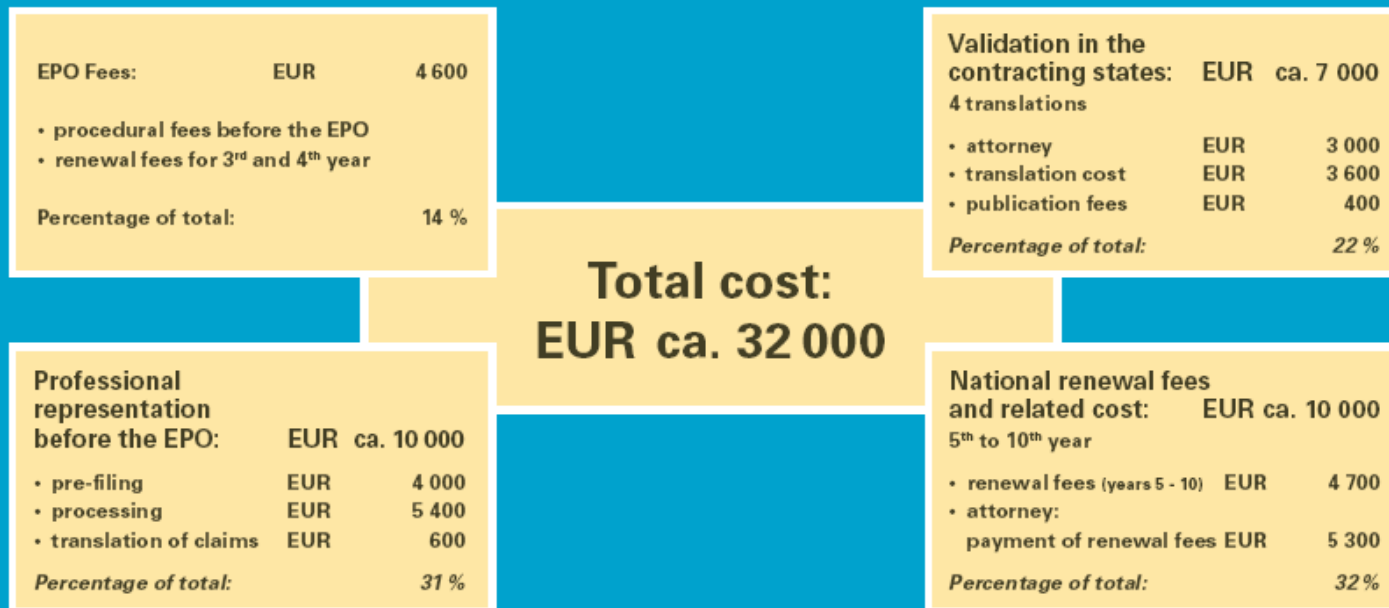 EPO Fees: EUR 4 600
• procedural fees before the EPO
• renewal fees for 3rd and 4th year
Percentage of total: 14 %
Validation in the
contracting states: EUR ca. 7 000
4 translations
• attorney EUR 3 000
• translation cost EUR 3 600
• publication fees EUR 400
Percentage of total: 22 %
Total cost:
EUR ca. 32 000
Professional
representation
before the EPO: EUR ca. 10 000
• pre-filing EUR 4 000
• processing EUR 5 400
• translation of claims EUR 600
Percentage of total: 31 %
National renewal fees
and related cost: EUR ca. 10 000
5th to 10th year
• renewal fees (years 5 - 10) EUR 4 700
• attorney:
payment of renewal fees EUR 5 300
Percentage of total: 32 %